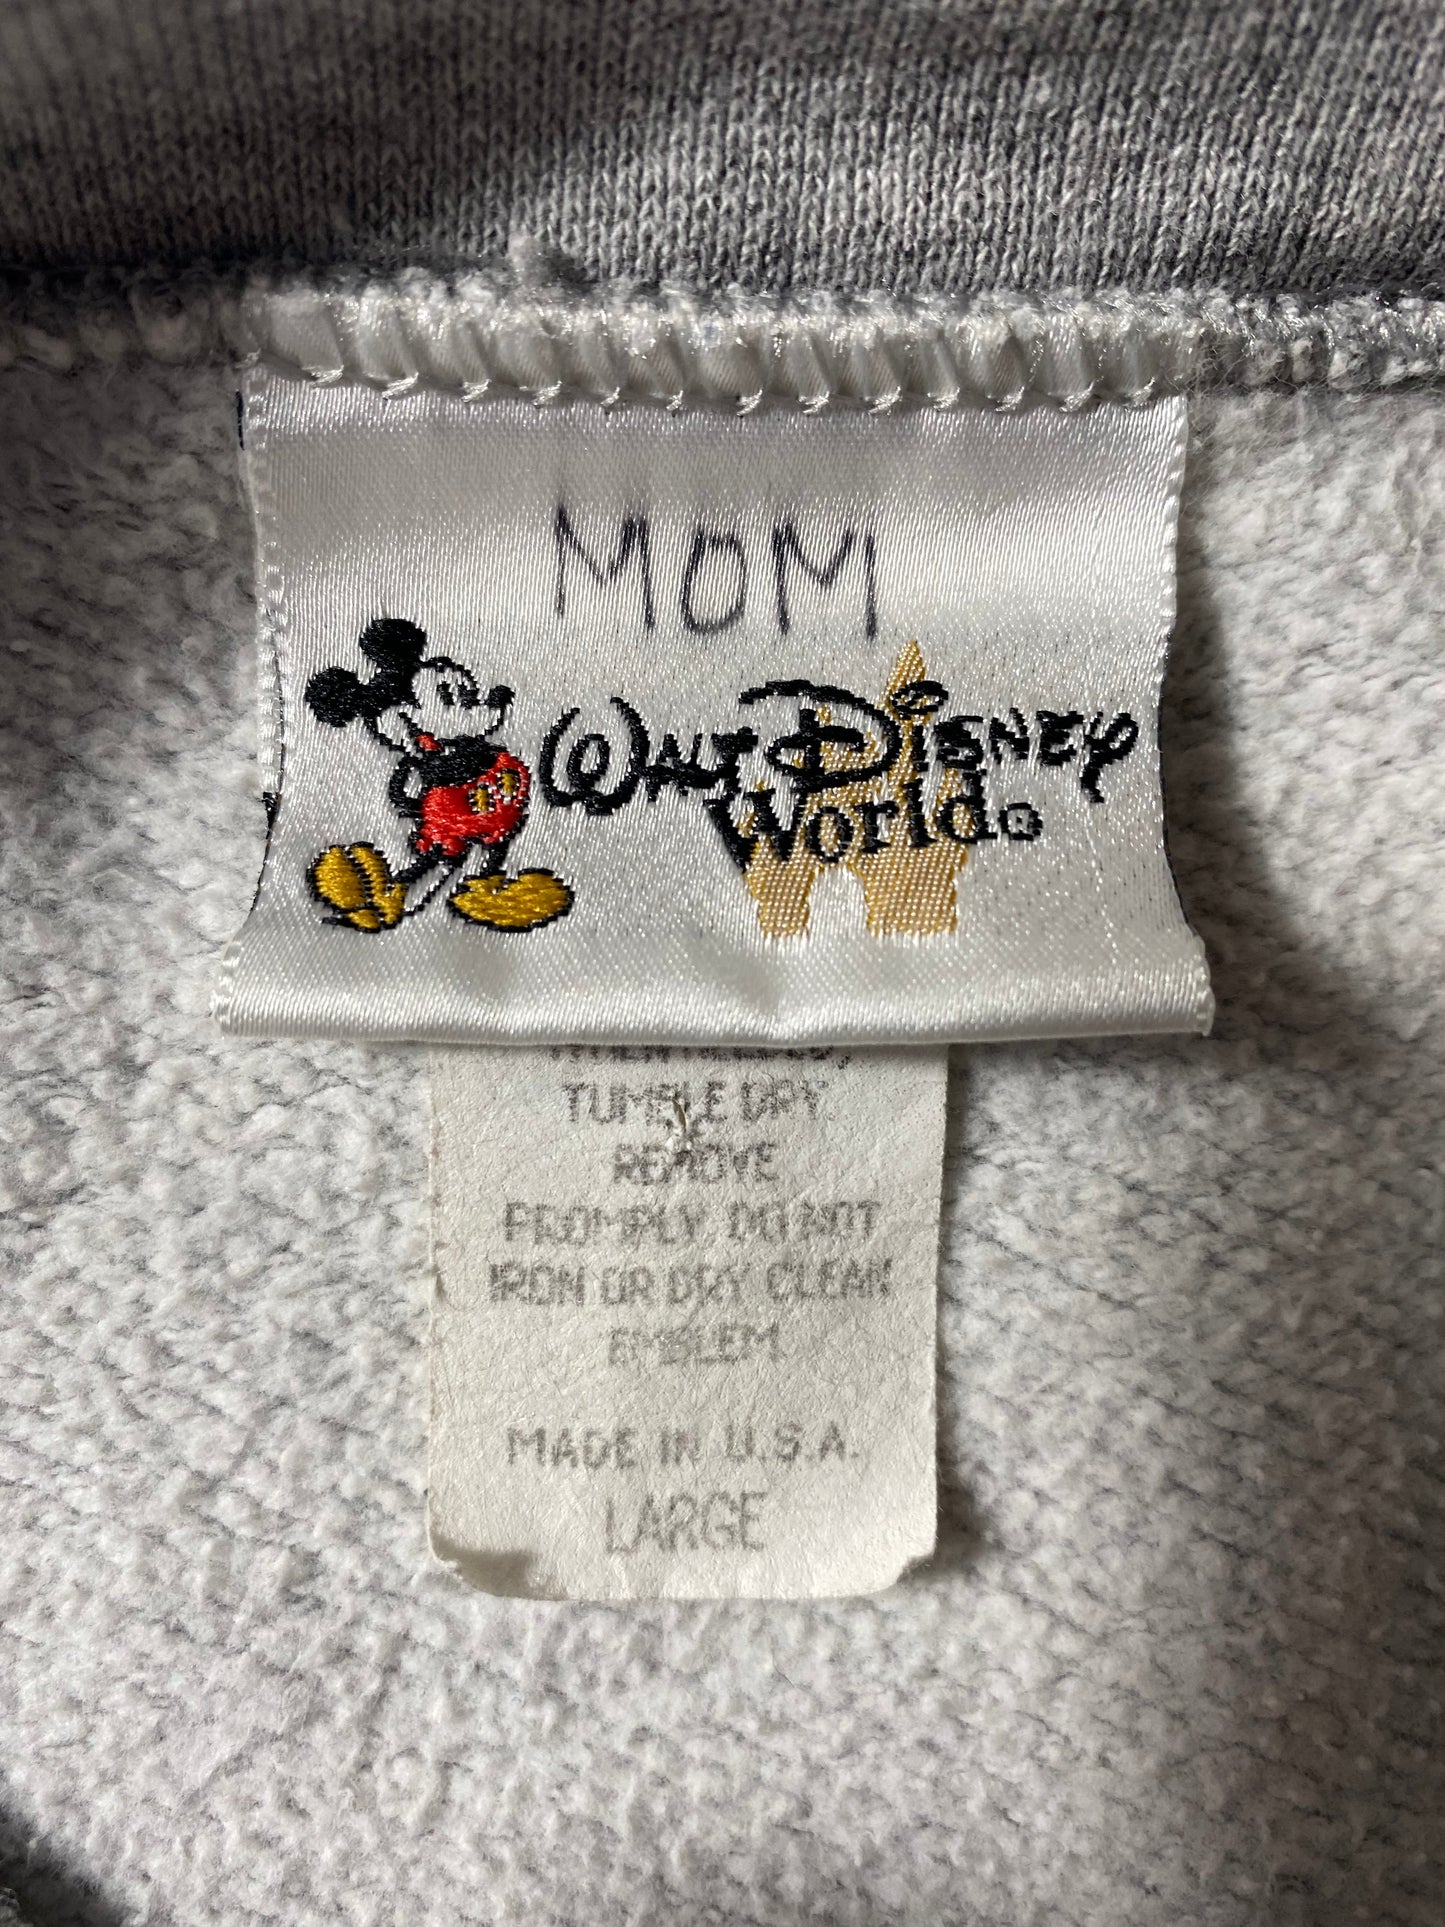 MOM
WALT DISNEY
World®
TUMBLE DRY.
REMOVE
PROMPLY. DO NOT
IRON OR DRY CLEAN
EMBLEM
MADE IN U.S.A.
LARGE